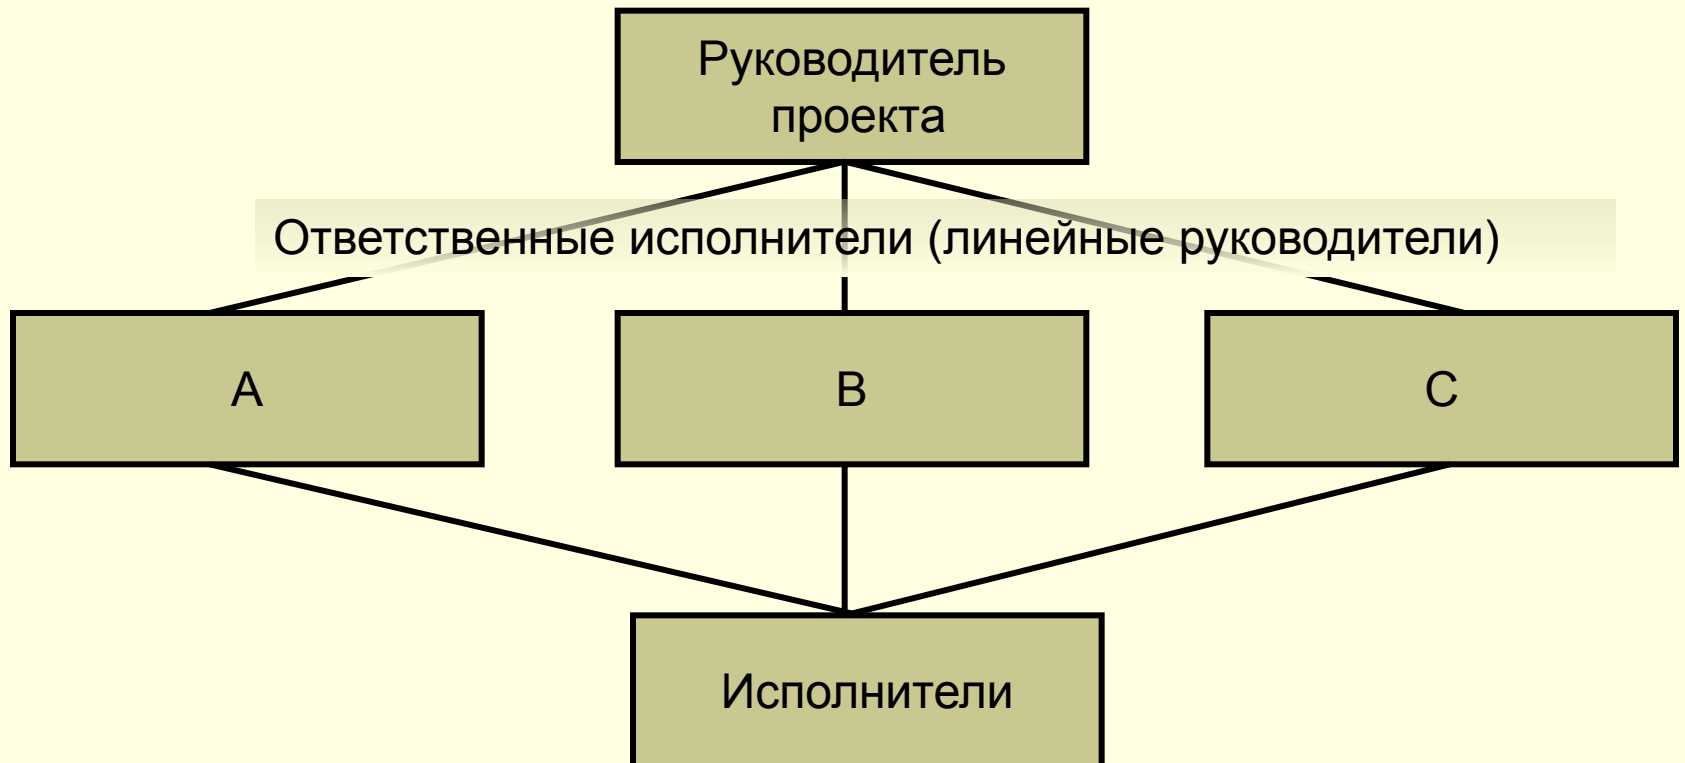 Руководитель
проекта
Ответственные исполнители (линейные руководители)
А
В
С
Исполнители